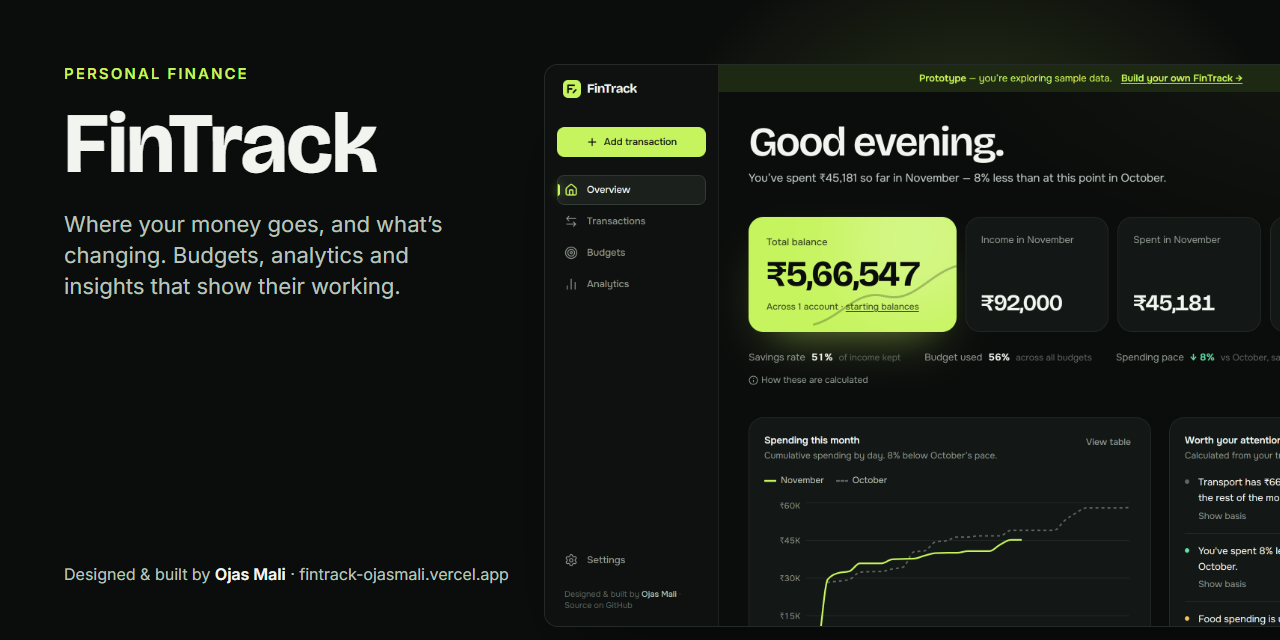 PERSONAL FINANCE
FinTrack
Where your money goes, and what's
changing. Budgets, analytics and
insights that show their working.
Designed & built by Ojas Mali · fintrack-ojasmali.vercel.app
FinTrack
+ Add transaction
Overview
Transactions
Budgets
Analytics
Settings
Designed & built by Ojas Mali
Source on GitHub
Prototype — you're exploring sample data. Build your own FinTrack →
Good evening.
You've spent ₹45,181 so far in November — 8% less than at this point in October.
Total balance
₹5,66,547
Across 1 account · starting balances
Income in November
₹92,000
Spent in November
₹45,181
Savings rate 51% of income kept
Budget used 56% across all budgets
Spending pace ↓ 8% vs October,
How these are calculated
Spending this month
View table
Cumulative spending by day. 8% below October's pace.
November
October
₹60K
₹45K
₹30K
₹15K
Worth your
Calculated from your
Transport has
the rest of the
Show basis
You've spent 8%
October.
Show basis
Food spending is